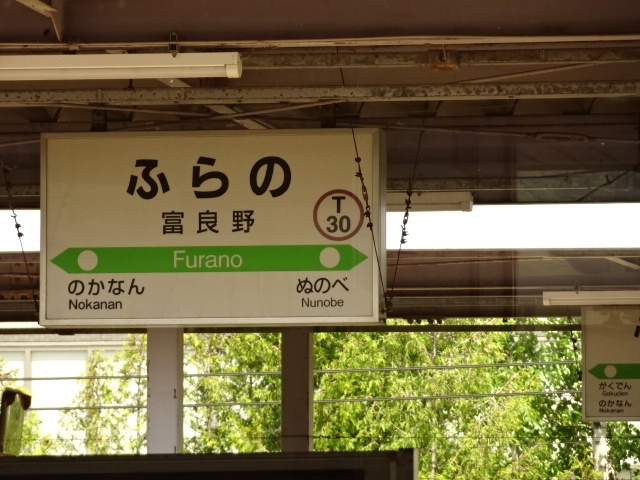 ふらの
富良野
T
30
Furano
のかなん
Nokanan
ぬのべ
Nunobe
がくでん
Gakuden
のかなん
Nokanan